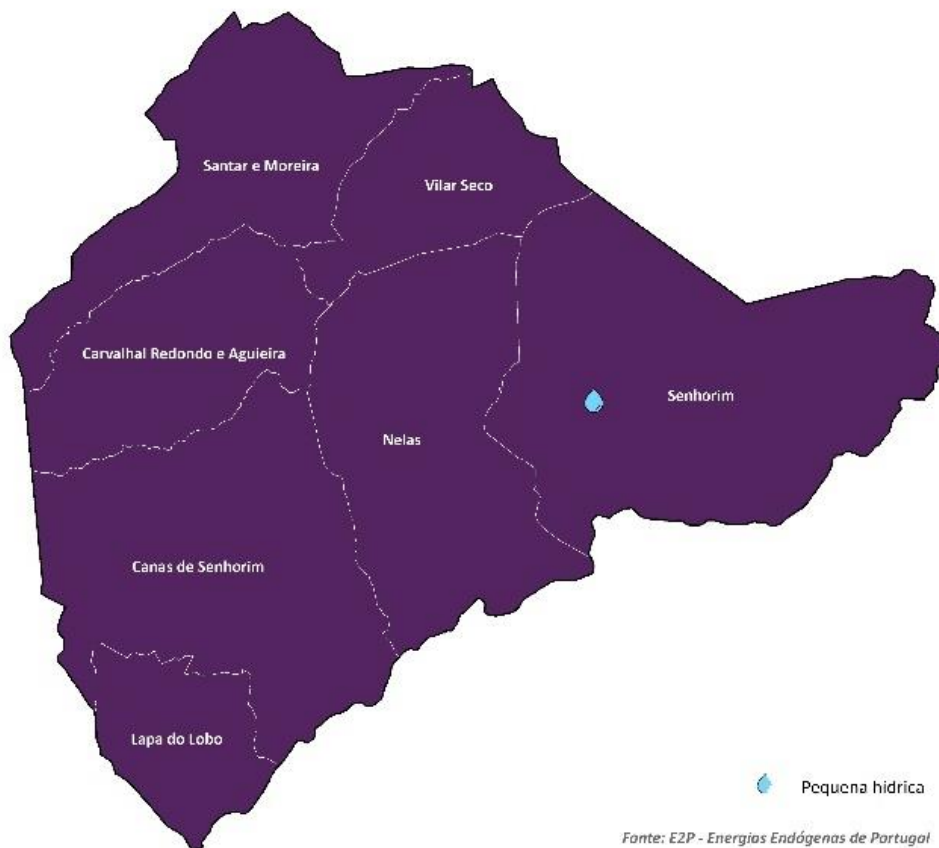 Santar e Moreira
Vilar Seco
Carvalhal Redondo e Aguieira
Senhorim
Nelas
Canas de Senhorim
Lapa do Lobo
Pequena hídrica
Fonte: E2P - Energias Endógenas de Portugal